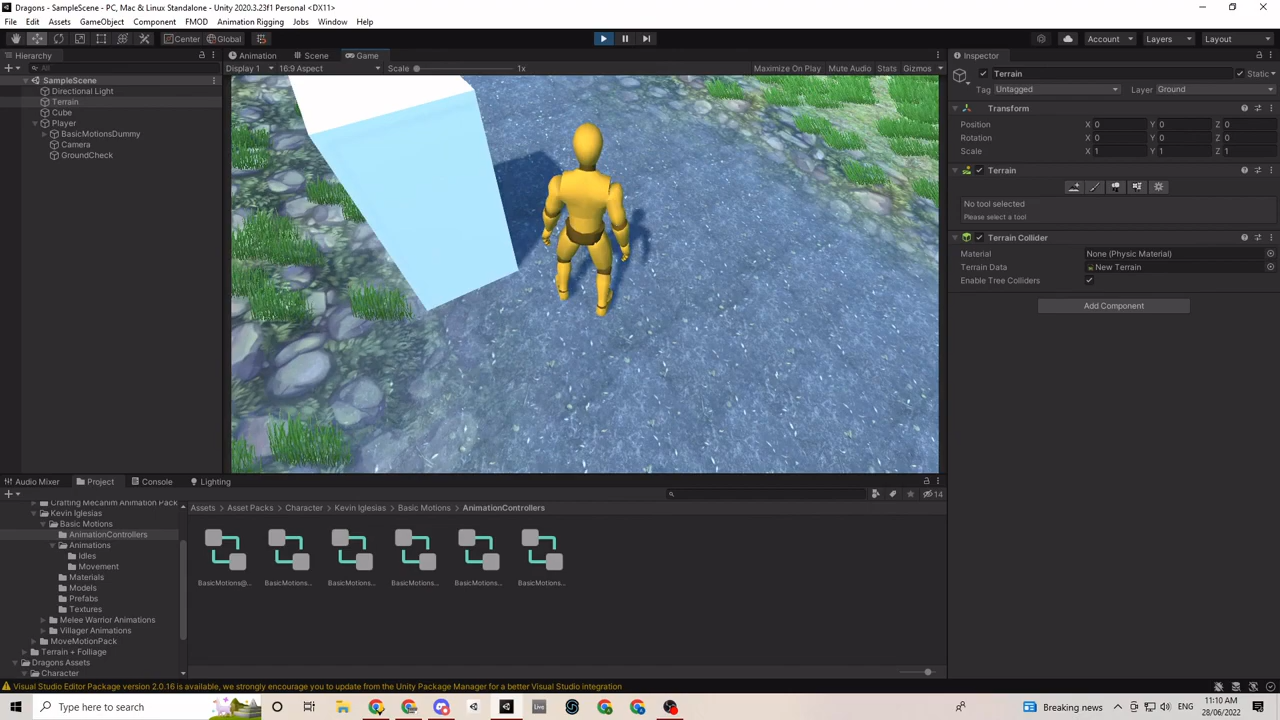 Dragons - SampleScene - PC, Mac & Linux Standalone - Unity 2020.3.23f1 Personal <DX11>
File Edit Assets GameObject Component FMOD Animation Rigging Jobs Window Help
Center Global Account Layers Layout
Hierarchy
All
SampleScene
Directional Light
Terrain
Cube
Player
BasicMotionsDummy
Camera
GroundCheck
Animation Scene Game
Display 1 16:9 Aspect Scale 1x Maximize On Play Mute Audio Stats Gizmos
Inspector
Terrain Static
Tag Untagged Layer Ground
Transform
Position X 0 Y 0 Z 0
Rotation X 0 Y 0 Z 0
Scale X 1 Y 1 Z 1
Terrain
No tool selected
Please select a tool
Terrain Collider
Material None (Physic Material)
Terrain Data New Terrain
Enable Tree Colliders
Add Component
Audio Mixer Project Console Lighting
14
Crafting Mecanim Animation Pack
Kevin Iglesias
Basic Motions
AnimationControllers
Animations
Idles
Movement
Materials
Models
Prefabs
Textures
Melee Warrior Animations
Villager Animations
MoveMotionPack
Terrain + Folliage
Dragons Assets
Character
Assets Asset Packs Character Kevin Iglesias Basic Motions AnimationControllers
BasicMotions@... BasicMotions... BasicMotions... BasicMotions... BasicMotions... BasicMotions...
Visual Studio Editor Package version 2.0.16 is available, we strongly encourage you to update from the Unity Package Manager for a better Visual Studio integration
Type here to search
Live
Breaking news
ENG
11:10 AM
28/06/2022